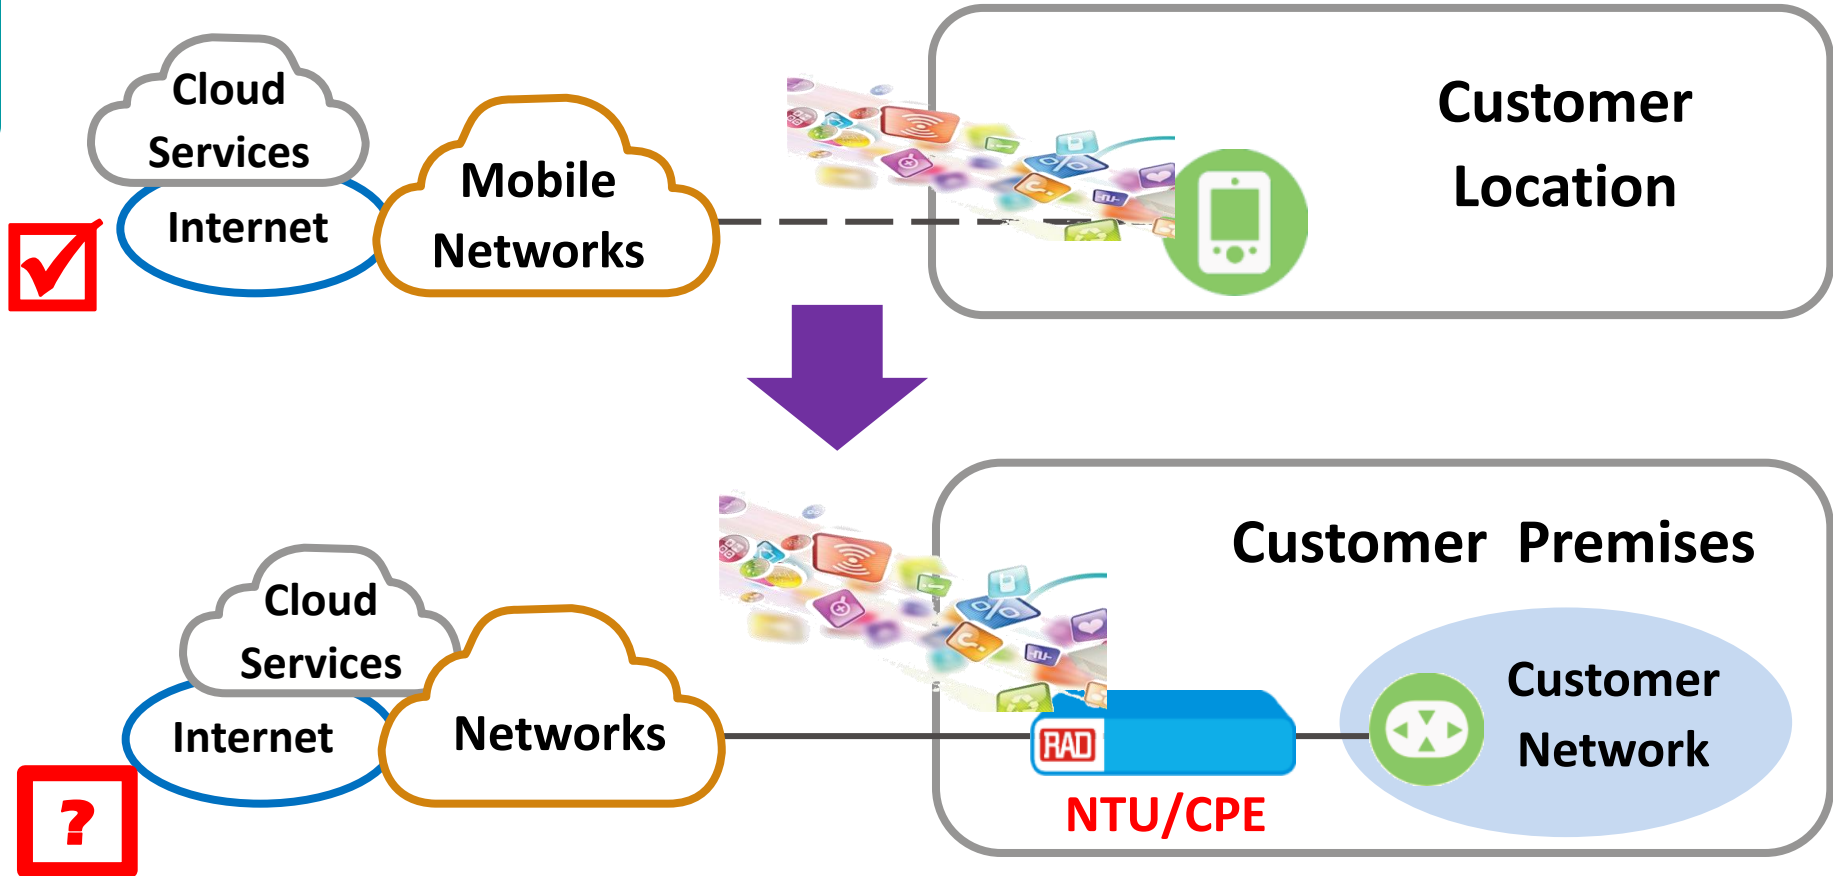 Cloud
Services
Internet
Mobile
Networks
Customer
Location
Cloud
Services
Internet
Networks
Customer Premises
RAD
NTU/CPE
Customer
Network
?